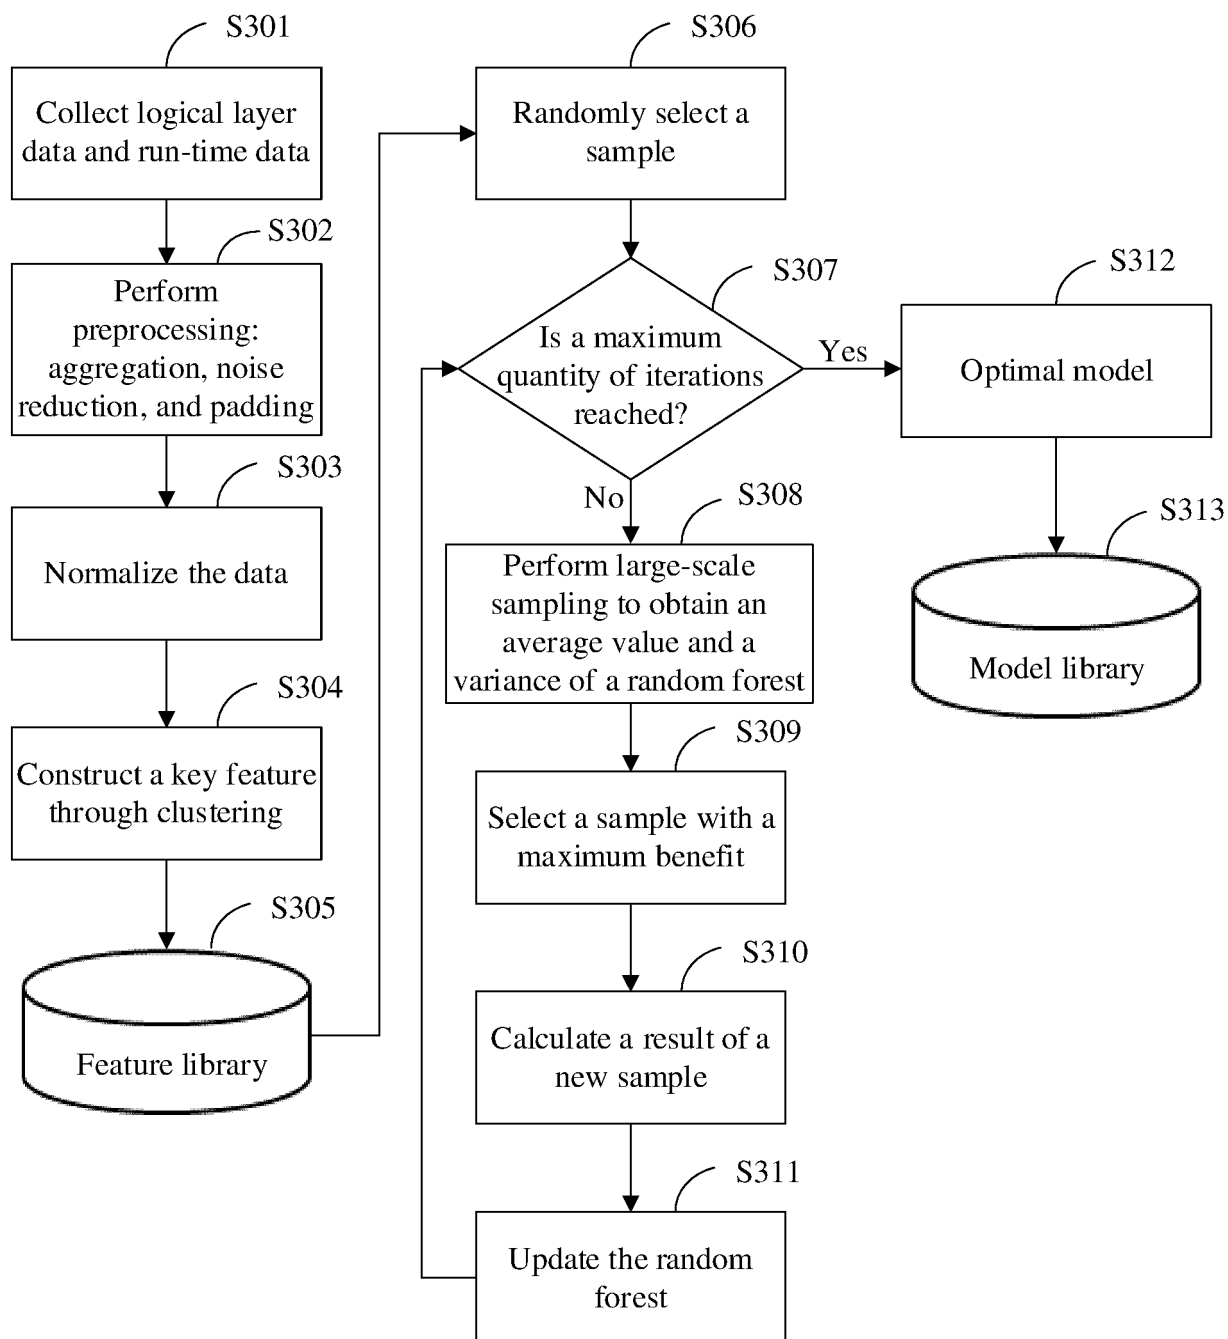 S301
Collect logical layer
data and run-time data
S302
Perform
preprocessing:
aggregation, noise
reduction, and padding
S303
Normalize the data
S304
Construct a key feature
through clustering
S305
Feature library
S306
Randomly select a
sample
S307
Is a maximum
quantity of iterations
reached?
Yes
No
S308
Perform large-scale
sampling to obtain an
average value and a
variance of a random forest
S309
Select a sample with a
maximum benefit
S310
Calculate a result of a
new sample
S311
Update the random
forest
S312
Optimal model
S313
Model library